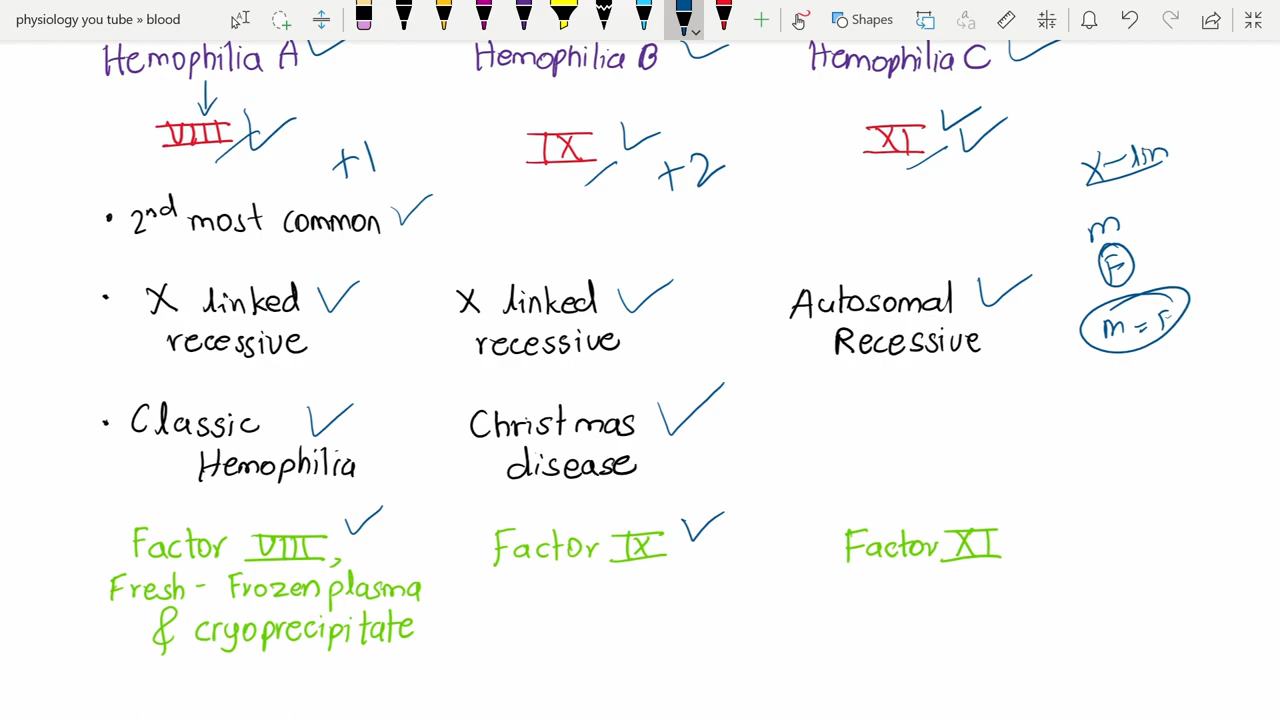 physiology you tube » blood
Shapes
Hemophilia A
Hemophilia B
Hemophilia C
VIII
+1
IX
+2
XI
X-lin
m
F
m = F
• 2nd most common
• X linked recessive
X linked recessive
Autosomal Recessive
• Classic Hemophilia
Christmas disease
Factor VIII,
Fresh - Frozen plasma
& cryoprecipitate
Factor IX
Factor XI